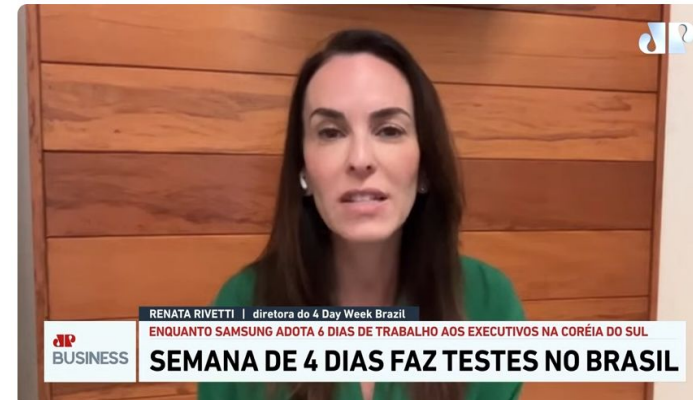 JP
RENATA RIVETTI | diretora do 4 Day Week Brazil
ENQUANTO SAMSUNG ADOTA 6 DIAS DE TRABALHO AOS EXECUTIVOS NA CORÉIA DO SUL
JP
BUSINESS
SEMANA DE 4 DIAS FAZ TESTES NO BRASIL